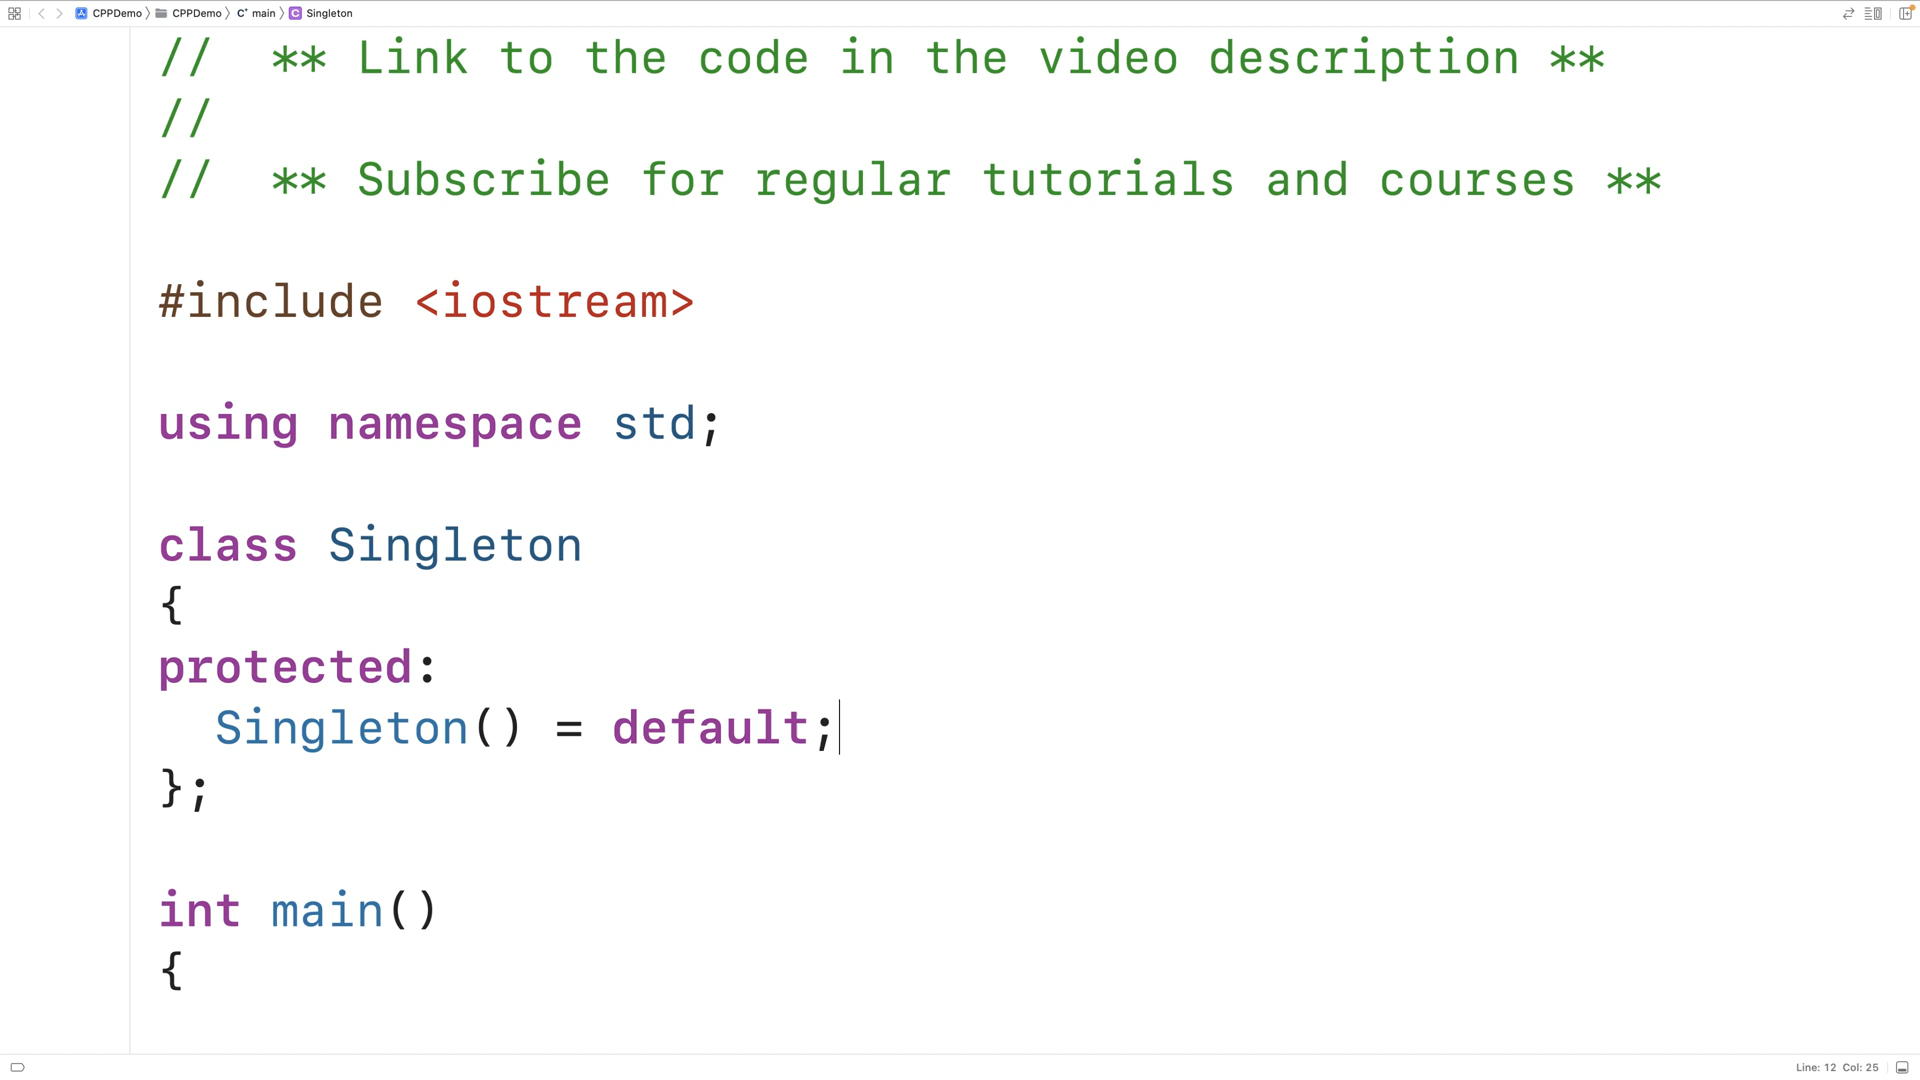 CPPDemo 〉 CPPDemo 〉 C⁺ main 〉 C Singleton
//  ** Link to the code in the video description **
//
//  ** Subscribe for regular tutorials and courses **
#include <iostream>
using namespace std;
class Singleton
{
protected:
  Singleton() = default;
};
int main()
{
Line: 12 Col: 25